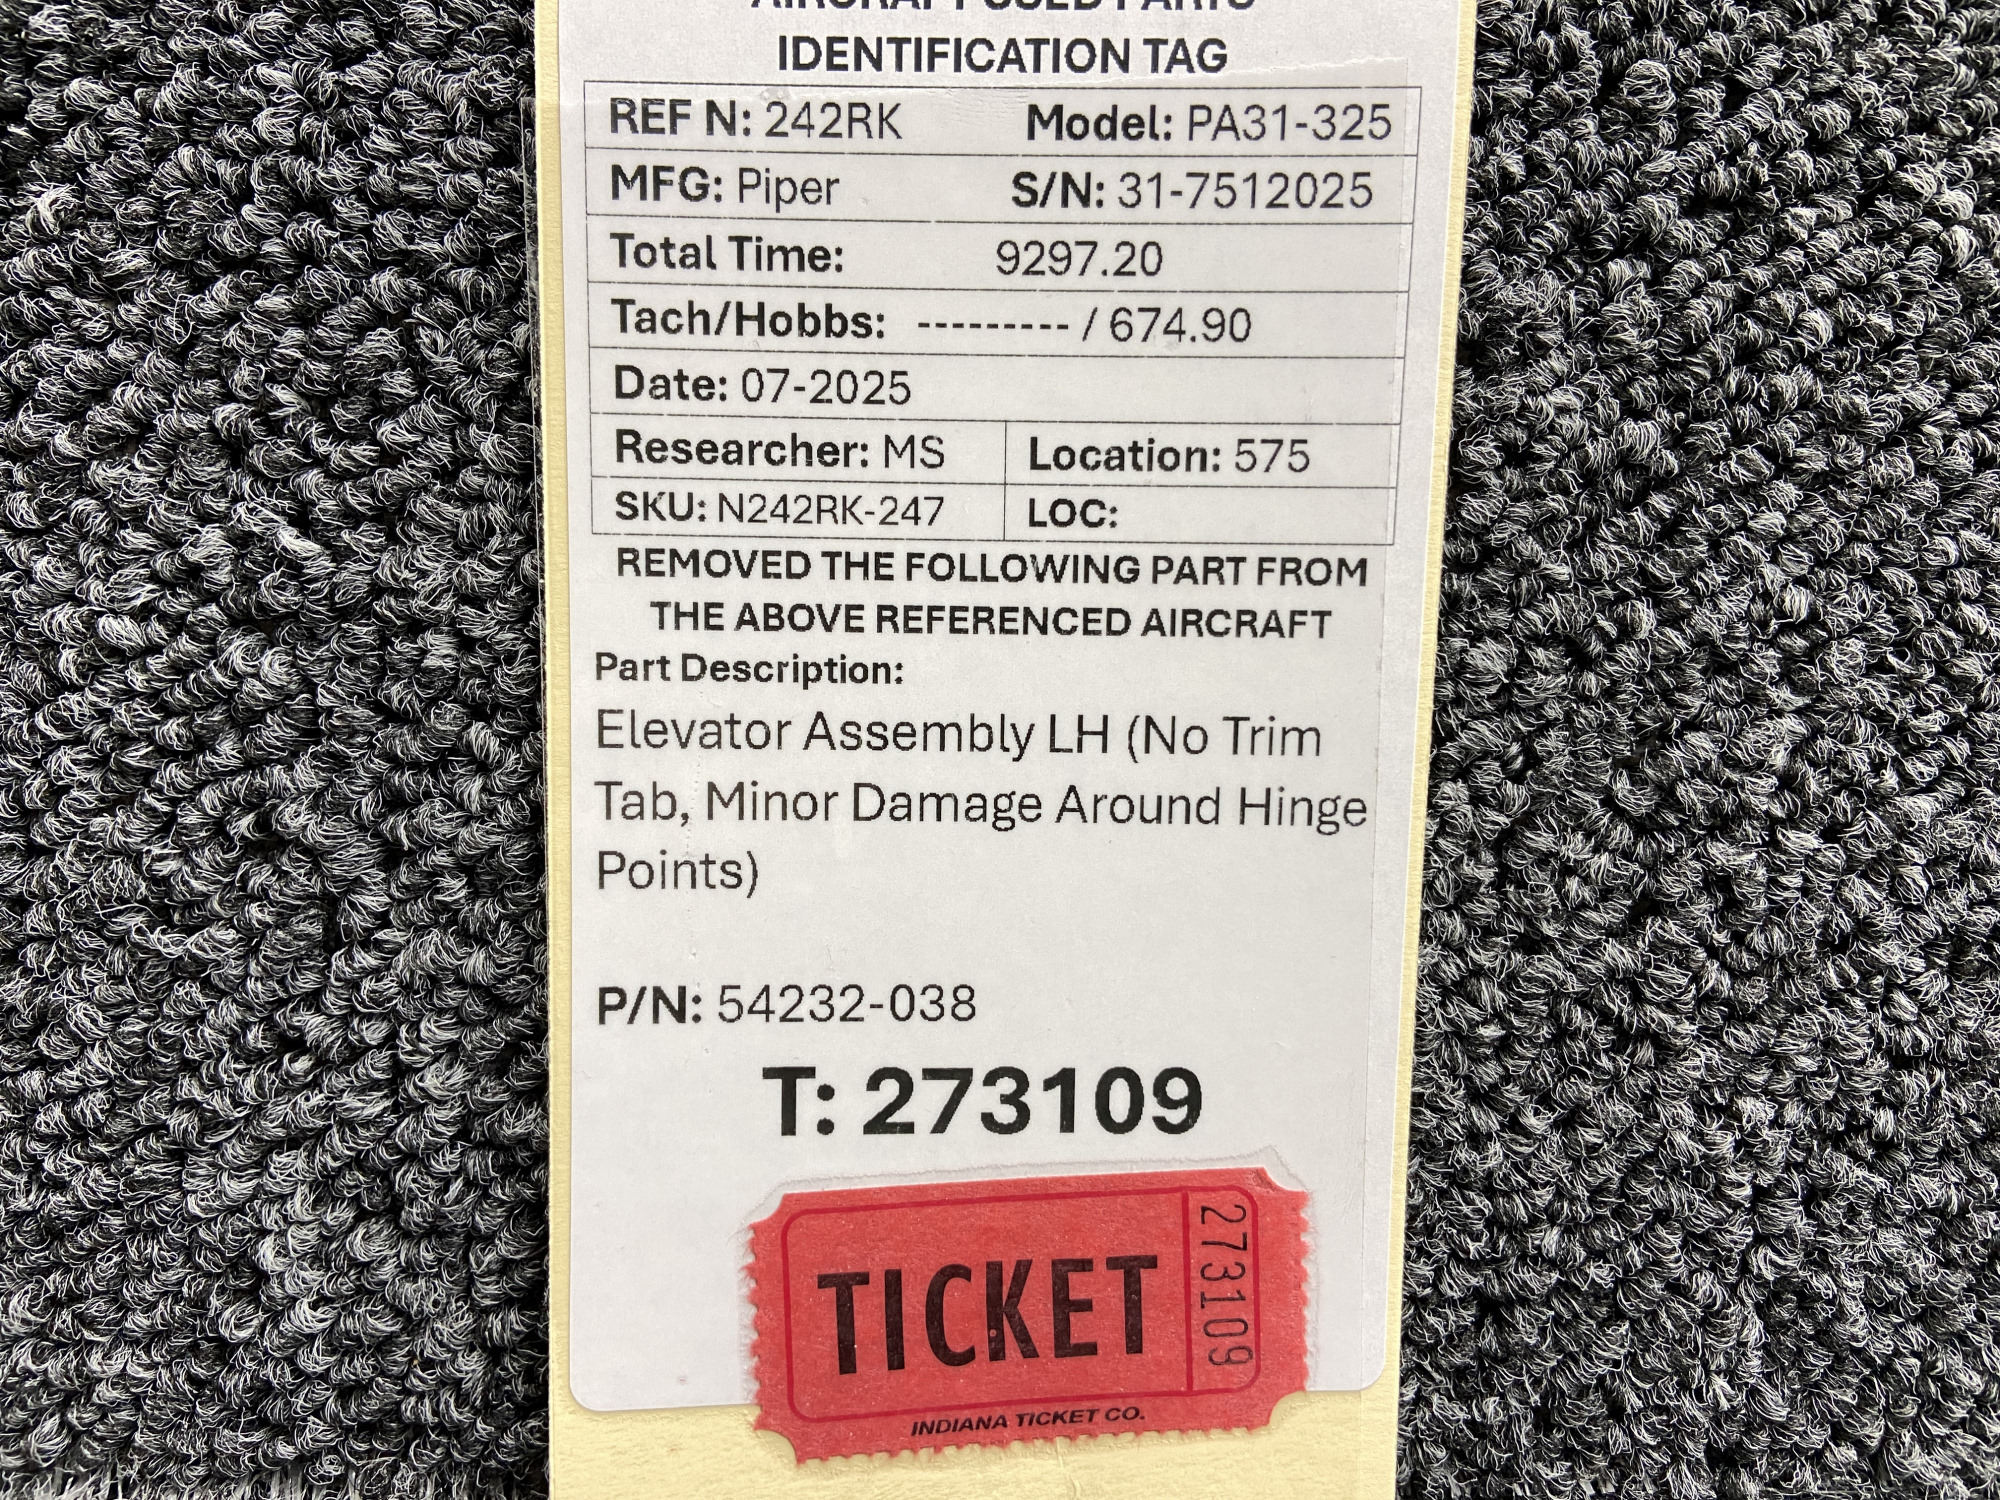 AIRCRAFT USED PARTS
IDENTIFICATION TAG
REF N: 242RK Model: PA31-325
MFG: Piper S/N: 31-7512025
Total Time: 9297.20
Tach/Hobbs: --------- / 674.90
Date: 07-2025
Researcher: MS Location: 575
SKU: N242RK-247 LOC:
REMOVED THE FOLLOWING PART FROM
THE ABOVE REFERENCED AIRCRAFT
Part Description:
Elevator Assembly LH (No Trim
Tab, Minor Damage Around Hinge
Points)
P/N: 54232-038
T: 273109
TICKET
273109
INDIANA TICKET CO.